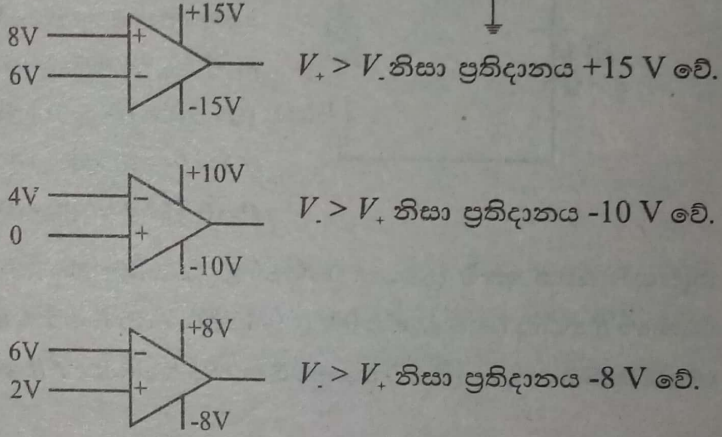 +15V
8V +
6V −
-15V
V₊ > V₋ නිසා ප්‍රතිදානය +15 V වේ.
+10V
4V −
0 +
-10V
V₋ > V₊ නිසා ප්‍රතිදානය -10 V වේ.
+8V
6V −
2V +
-8V
V₋ > V₊ නිසා ප්‍රතිදානය -8 V වේ.